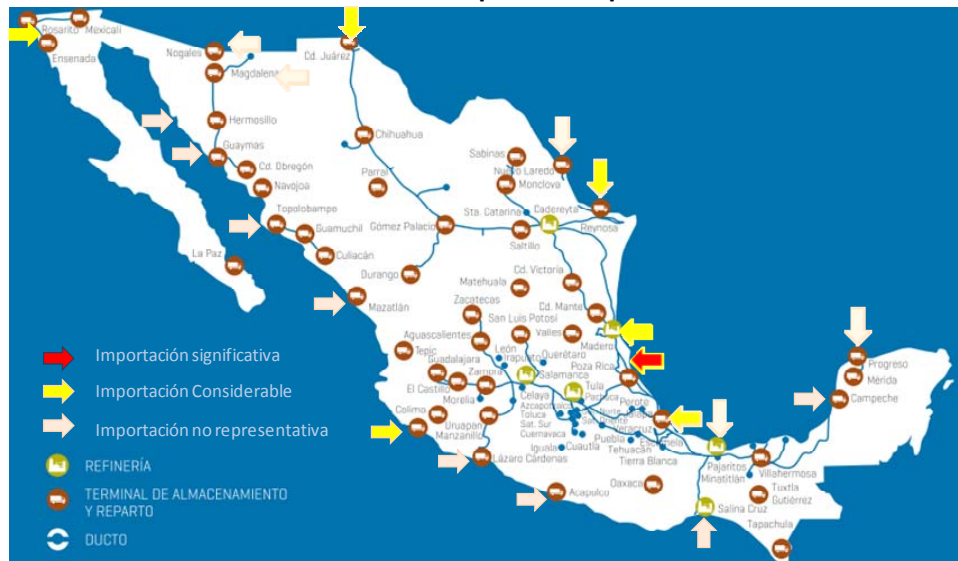 Rosarito
Mexicali
Ensenada
Nogales
Magdalena
Cd. Juárez
Hermosillo
Guaymas
Cd. Obregón
Navojoa
Chihuahua
Parral
Sabinas
Nuevo Laredo
Monclova
Topolobampo
Guamuchil
Gómez Palacio
Sta. Catarina
Cadereyta
Reynosa
Saltillo
Culiacán
La Paz
Durango
Mazatlán
Cd. Victoria
Matehuala
Zacatecas
Cd. Mante
San Luis Potosí
Valles
Madero
Aguascalientes
Tepic
León
Irapuato
Querétaro
Poza Rica
Guadalajara
Zamora
Salamanca
Tula
Progreso
Mérida
Campeche
El Castillo
Morelia
Celaya
Pachuca
Perote
Azcapotzalco
Colima
Uruapan
Toluca
Sat. Sur
Sat. Oriente
Jalapa
Veracruz
Manzanillo
Cuernavaca
Puebla
Escamela
Iguala
Cuautla
Tehuacán
Tierra Blanca
Pajaritos
Minatitlán
Villahermosa
Lázaro Cárdenas
Acapulco
Oaxaca
Tuxtla
Gutiérrez
Salina Cruz
Tapachula
Importación significativa
Importación Considerable
Importación no representativa
REFINERÍA
TERMINAL DE ALMACENAMIENTO
Y REPARTO
DUCTO